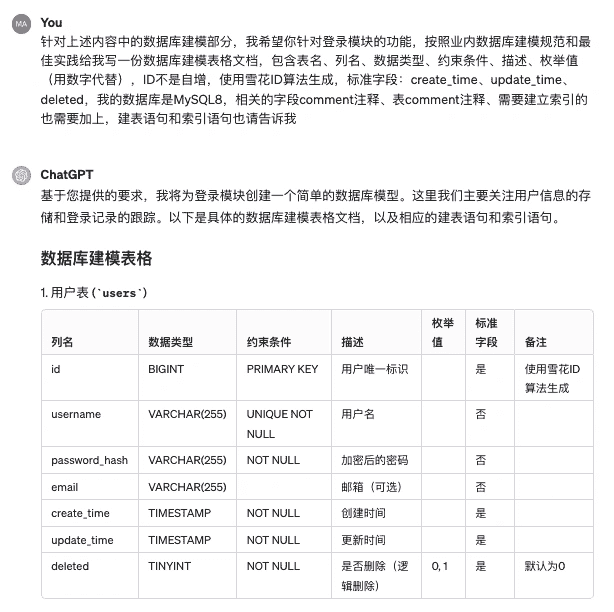 MA
You
针对上述内容中的数据库建模部分，我希望你针对登录模块的功能，按照业内数据库建模规范和最
佳实践给我写一份数据库建模表格文档，包含表名、列名、数据类型、约束条件、描述、枚举值
（用数字代替），ID不是自增，使用雪花ID算法生成，标准字段：create_time、update_time、
deleted，我的数据库是MySQL8，相关的字段comment注释、表comment注释、需要建立索引的
也需要加上，建表语句和索引语句也请告诉我
ChatGPT
基于您提供的要求，我将为登录模块创建一个简单的数据库模型。这里我们主要关注用户信息的存
储和登录记录的跟踪。以下是具体的数据库建模表格文档，以及相应的建表语句和索引语句。
数据库建模表格
1. 用户表 (`users`)
列名 数据类型 约束条件 描述 枚举值 标准字段 备注
id BIGINT PRIMARY KEY 用户唯一标识 是 使用雪花ID算法生成
username VARCHAR(255) UNIQUE NOT NULL 用户名 否
password_hash VARCHAR(255) NOT NULL 加密后的密码 否
email VARCHAR(255) 邮箱（可选） 否
create_time TIMESTAMP NOT NULL 创建时间 是
update_time TIMESTAMP NOT NULL 更新时间 是
deleted TINYINT NOT NULL 是否删除（逻辑删除） 0, 1 是 默认为0